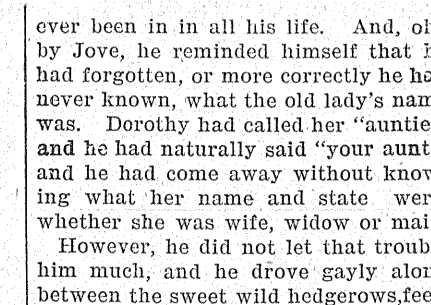 ever been in in all his life. And, o
by Jove, he reminded himself that
had forgotten, or more correctly he ha
never known, what the old lady's nam
was. Dorothy had called her "auntie
and he had naturally said "your aunt
and he had come away without know
ing what her name and state wer
whether she was wife, widow or mai
However, he did not let that troub
him much, and he drove gayly alon
between the sweet wild hedgerows,fee